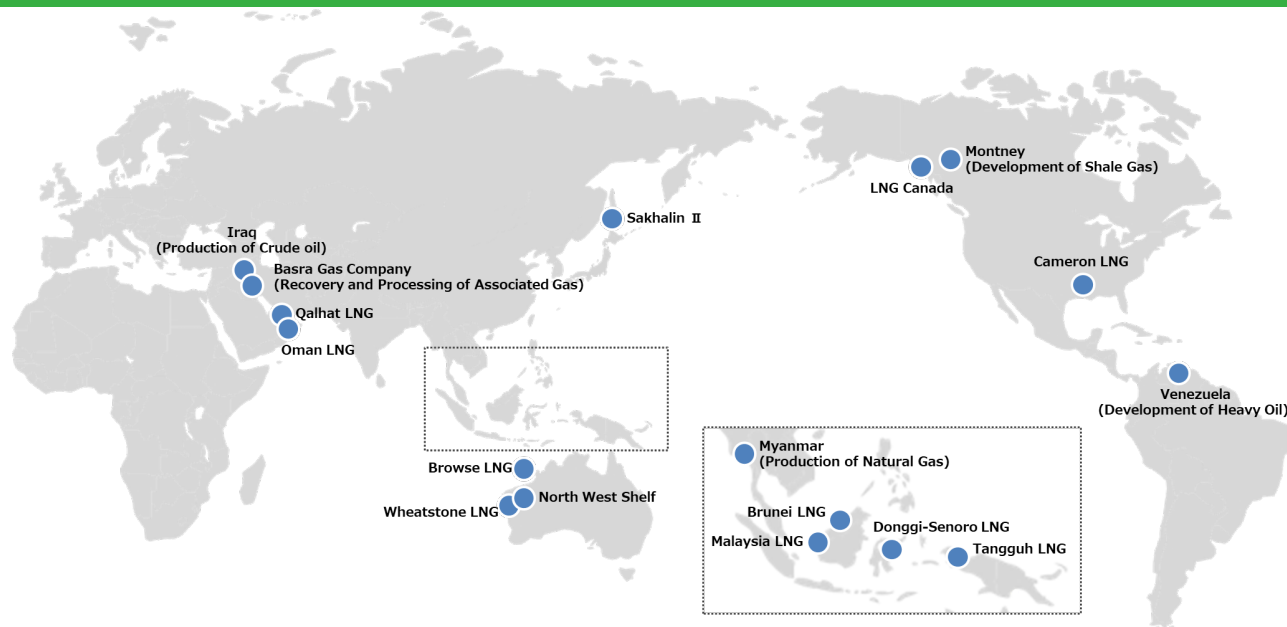 Montney
(Development of Shale Gas)
LNG Canada
Sakhalin Ⅱ
Iraq
(Production of Crude oil)
Cameron LNG
Basra Gas Company
(Recovery and Processing of Associated Gas)
Qalhat LNG
Oman LNG
Venezuela
(Development of Heavy Oil)
Myanmar
(Production of Natural Gas)
Browse LNG
North West Shelf
Wheatstone LNG
Brunei LNG
Donggi-Senoro LNG
Malaysia LNG
Tangguh LNG